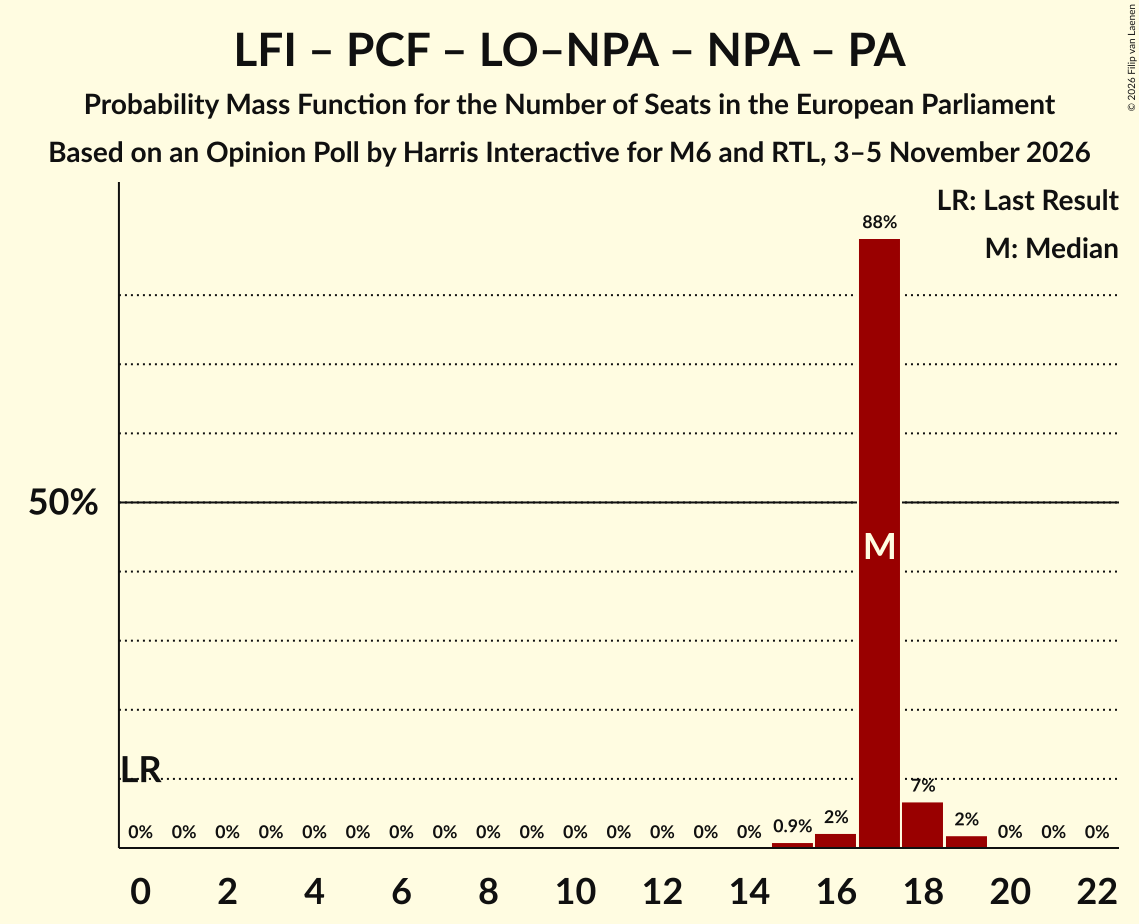 LFI – PCF – LO–NPA – NPA – PA
Probability Mass Function for the Number of Seats in the European Parliament
Based on an Opinion Poll by Harris Interactive for M6 and RTL, 3–5 November 2026
© 2026 Filip van Laenen
LR: Last Result
M: Median
88%
50%
M
LR
0% 0% 0% 0% 0% 0% 0% 0% 0% 0% 0% 0% 0% 0% 0% 0.9% 2% 7% 2% 0% 0% 0%
0 2 4 6 8 10 12 14 16 18 20 22